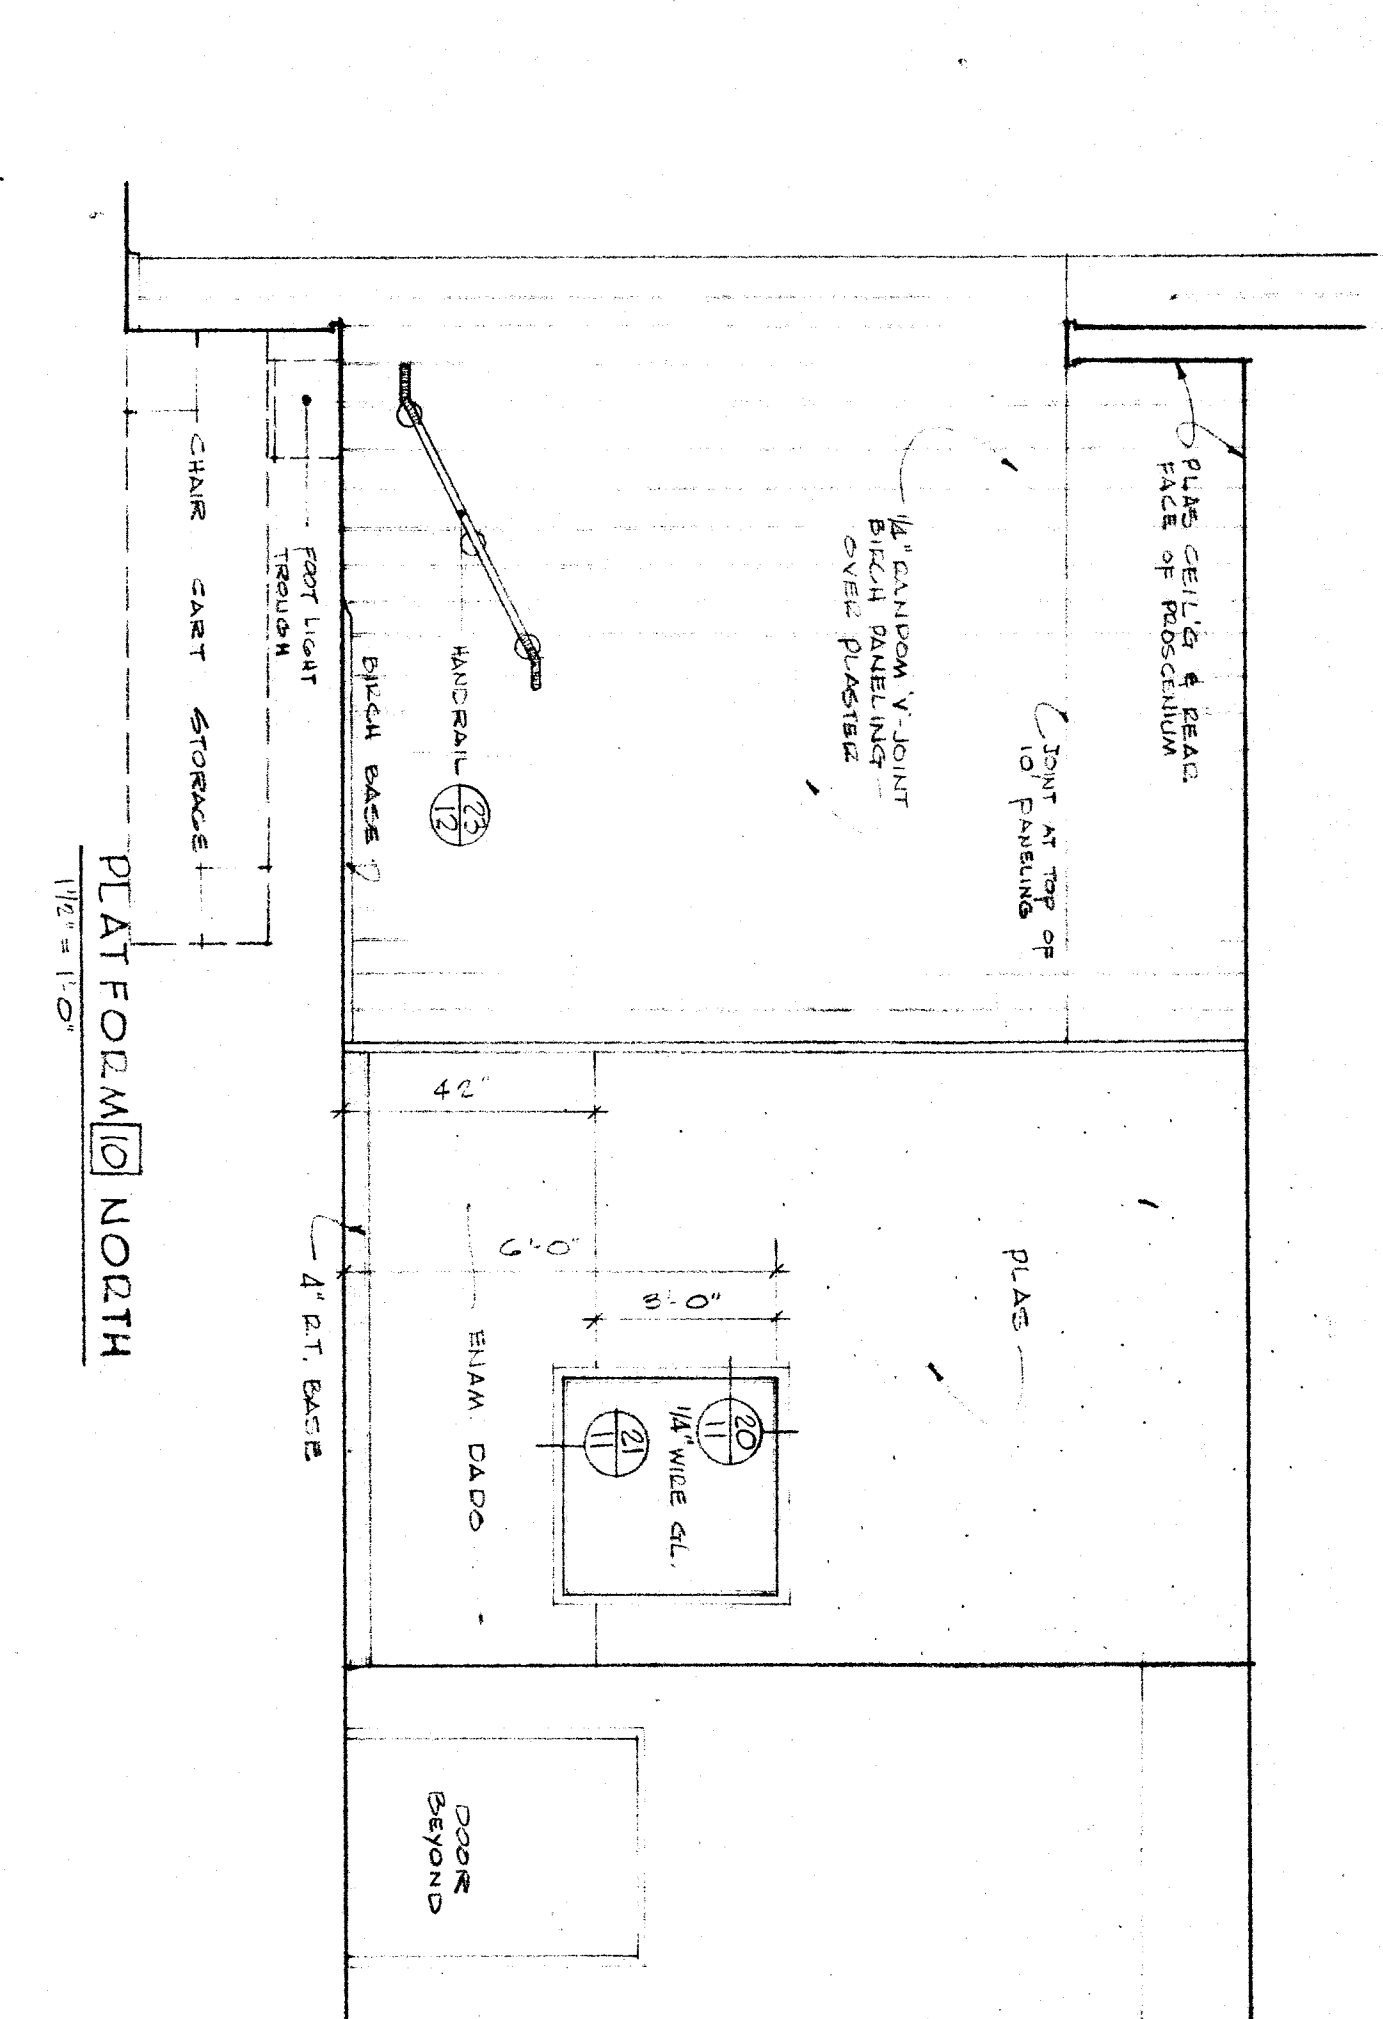 PLAS CEIL'G & REAR
FACE OF PROSCENIUM
JOINT AT TOP OF
10' PANELING
1/4" RANDOM 'V'-JOINT
BIRCH PANELING
OVER PLASTER
HANDRAIL
23
12
BIRCH BASE
FOOT LIGHT
TROUGH
CHAIR CART STORAGE
PLAS
42"
6'-0"
3'-0"
20
11
1/4" WIRE GL.
21
11
ENAM. DADO
4" R.T. BASE
DOOR
BEYOND
PLATFORM 10 NORTH
1 1/2" = 1'-0"